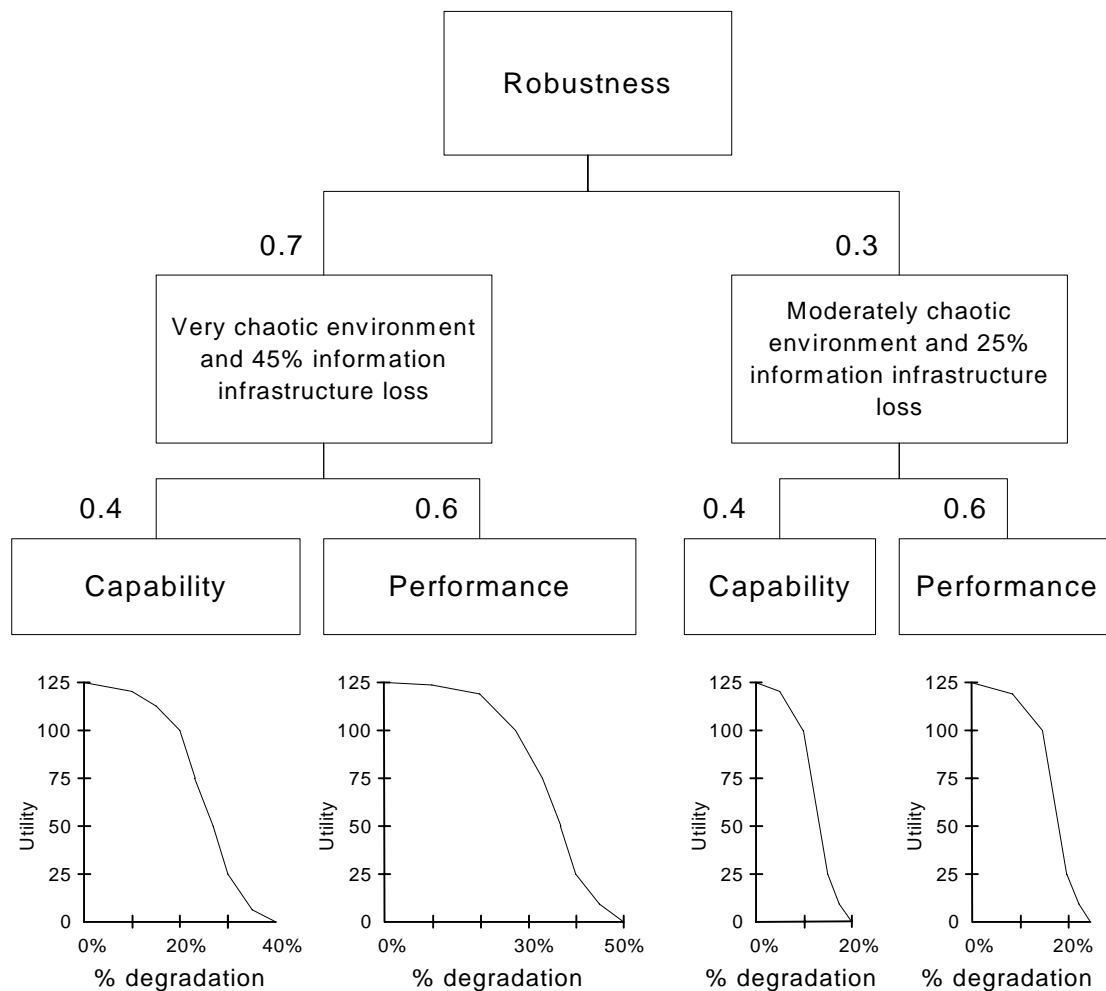 Robustness
0.7
0.3
Very chaotic environment
and 45% information
infrastructure loss
Moderately chaotic
environment and 25%
information infrastructure
loss
0.4
0.6
0.4
0.6
Capability
Performance
Capability
Performance
125
100
75
50
25
0
Utility
0%
20%
40%
% degradation
125
100
75
50
25
0
Utility
0%
30%
50%
% degradation
125
100
75
50
25
0
Utility
0%
20%
% degradation
125
100
75
50
25
0
Utility
0%
20%
% degradation